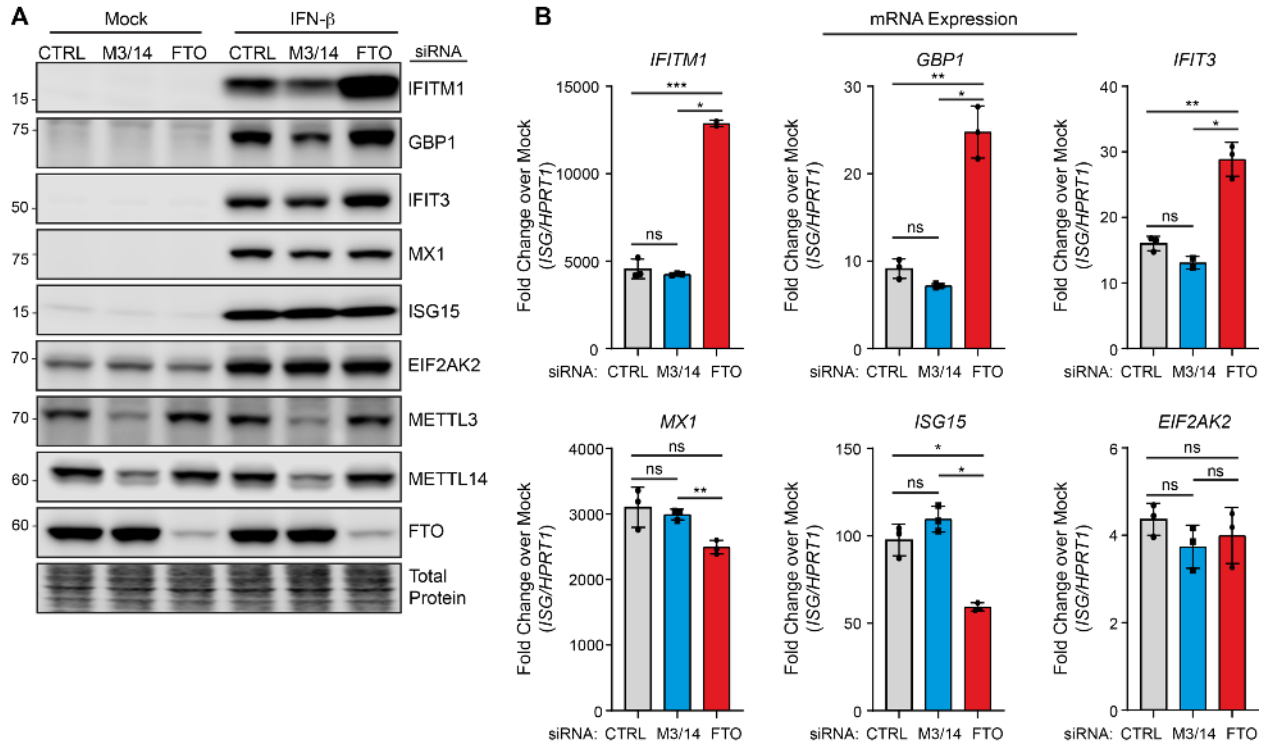 A
Mock
IFN-β
CTRL M3/14 FTO CTRL M3/14 FTO siRNA
15 IFITM1
75 GBP1
50 IFIT3
75 MX1
15 ISG15
70 EIF2AK2
70 METTL3
60 METTL14
60 FTO
Total
Protein
B
mRNA Expression
IFITM1
Fold Change over Mock
(ISG/HPRT1)
15000
10000
5000
0
***
*
ns
siRNA: CTRL M3/14 FTO
GBP1
Fold Change over Mock
(ISG/HPRT1)
30
20
10
0
**
*
ns
siRNA: CTRL M3/14 FTO
IFIT3
Fold Change over Mock
(ISG/HPRT1)
40
30
20
10
0
**
*
ns
siRNA: CTRL M3/14 FTO
MX1
Fold Change over Mock
(ISG/HPRT1)
4000
3000
2000
1000
0
ns
ns
**
siRNA: CTRL M3/14 FTO
ISG15
Fold Change over Mock
(ISG/HPRT1)
150
100
50
0
*
ns
*
siRNA: CTRL M3/14 FTO
EIF2AK2
Fold Change over Mock
(ISG/HPRT1)
6
4
2
0
ns
ns
ns
siRNA: CTRL M3/14 FTO